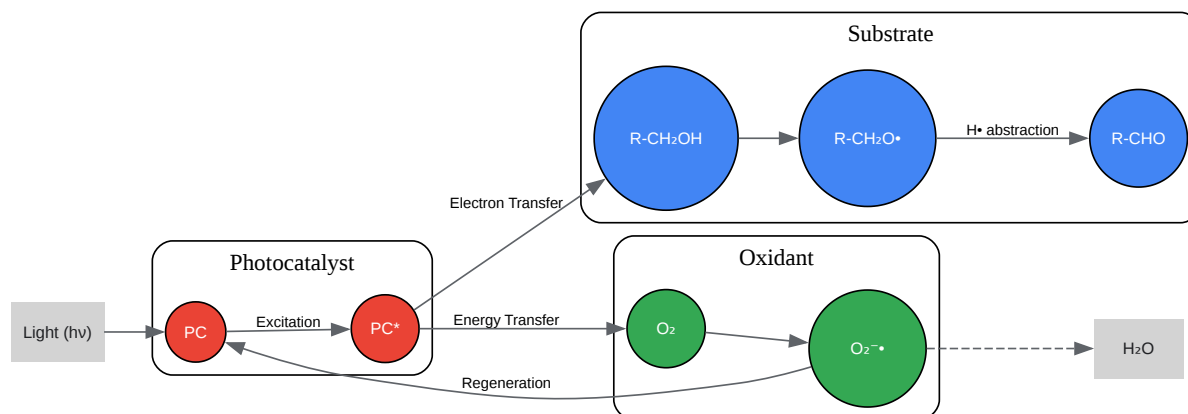 Substrate
R-CH₂OH
R-CH₂O•
H• abstraction
R-CHO
Electron Transfer
Photocatalyst
Oxidant
Light (hν)
PC
Excitation
PC*
Energy Transfer
O₂
O₂⁻•
H₂O
Regeneration